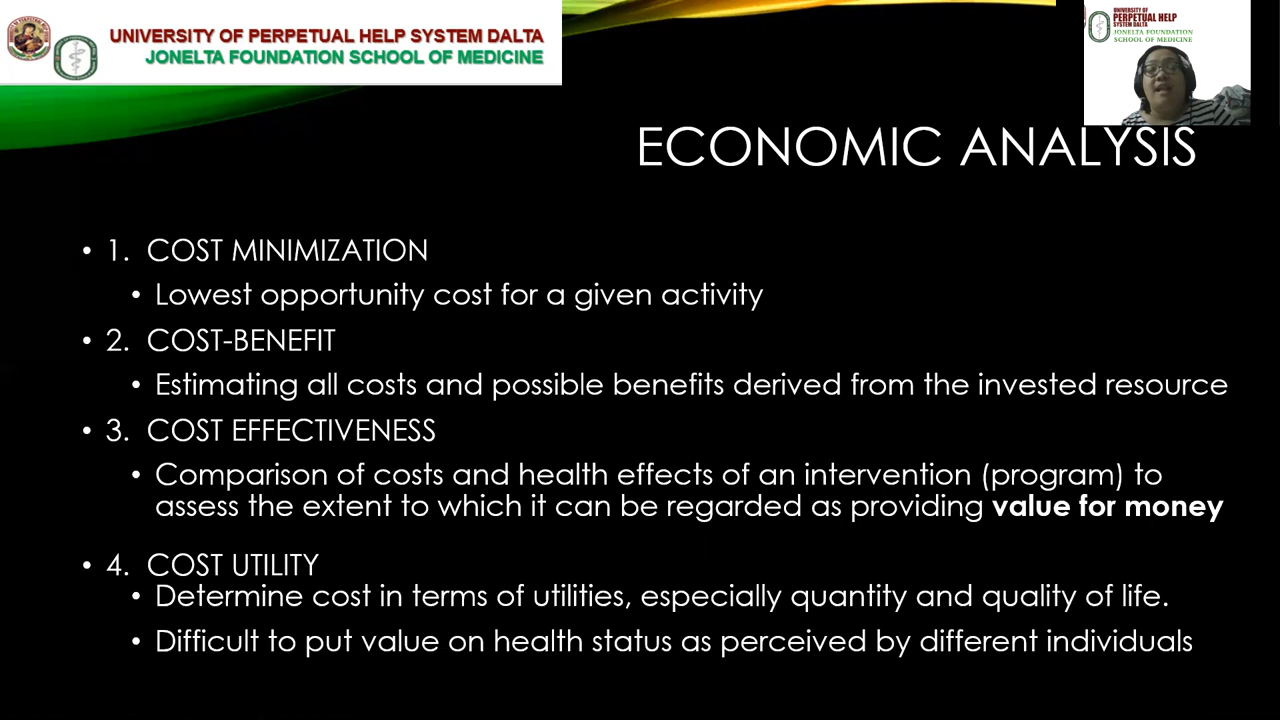 UNIVERSITY OF PERPETUAL HELP SYSTEM DALTA
JONELTA FOUNDATION SCHOOL OF MEDICINE
UNIVERSITY OF
PERPETUAL HELP
SYSTEM DALTA
JONELTA FOUNDATION
SCHOOL OF MEDICINE
ECONOMIC ANALYSIS
• 1. COST MINIMIZATION
• Lowest opportunity cost for a given activity
• 2. COST-BENEFIT
• Estimating all costs and possible benefits derived from the invested resource
• 3. COST EFFECTIVENESS
• Comparison of costs and health effects of an intervention (program) to
assess the extent to which it can be regarded as providing value for money
• 4. COST UTILITY
• Determine cost in terms of utilities, especially quantity and quality of life.
• Difficult to put value on health status as perceived by different individuals